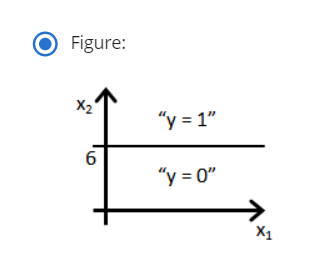 Figure:
x₂
“y = 1”
6
“y = 0”
x₁